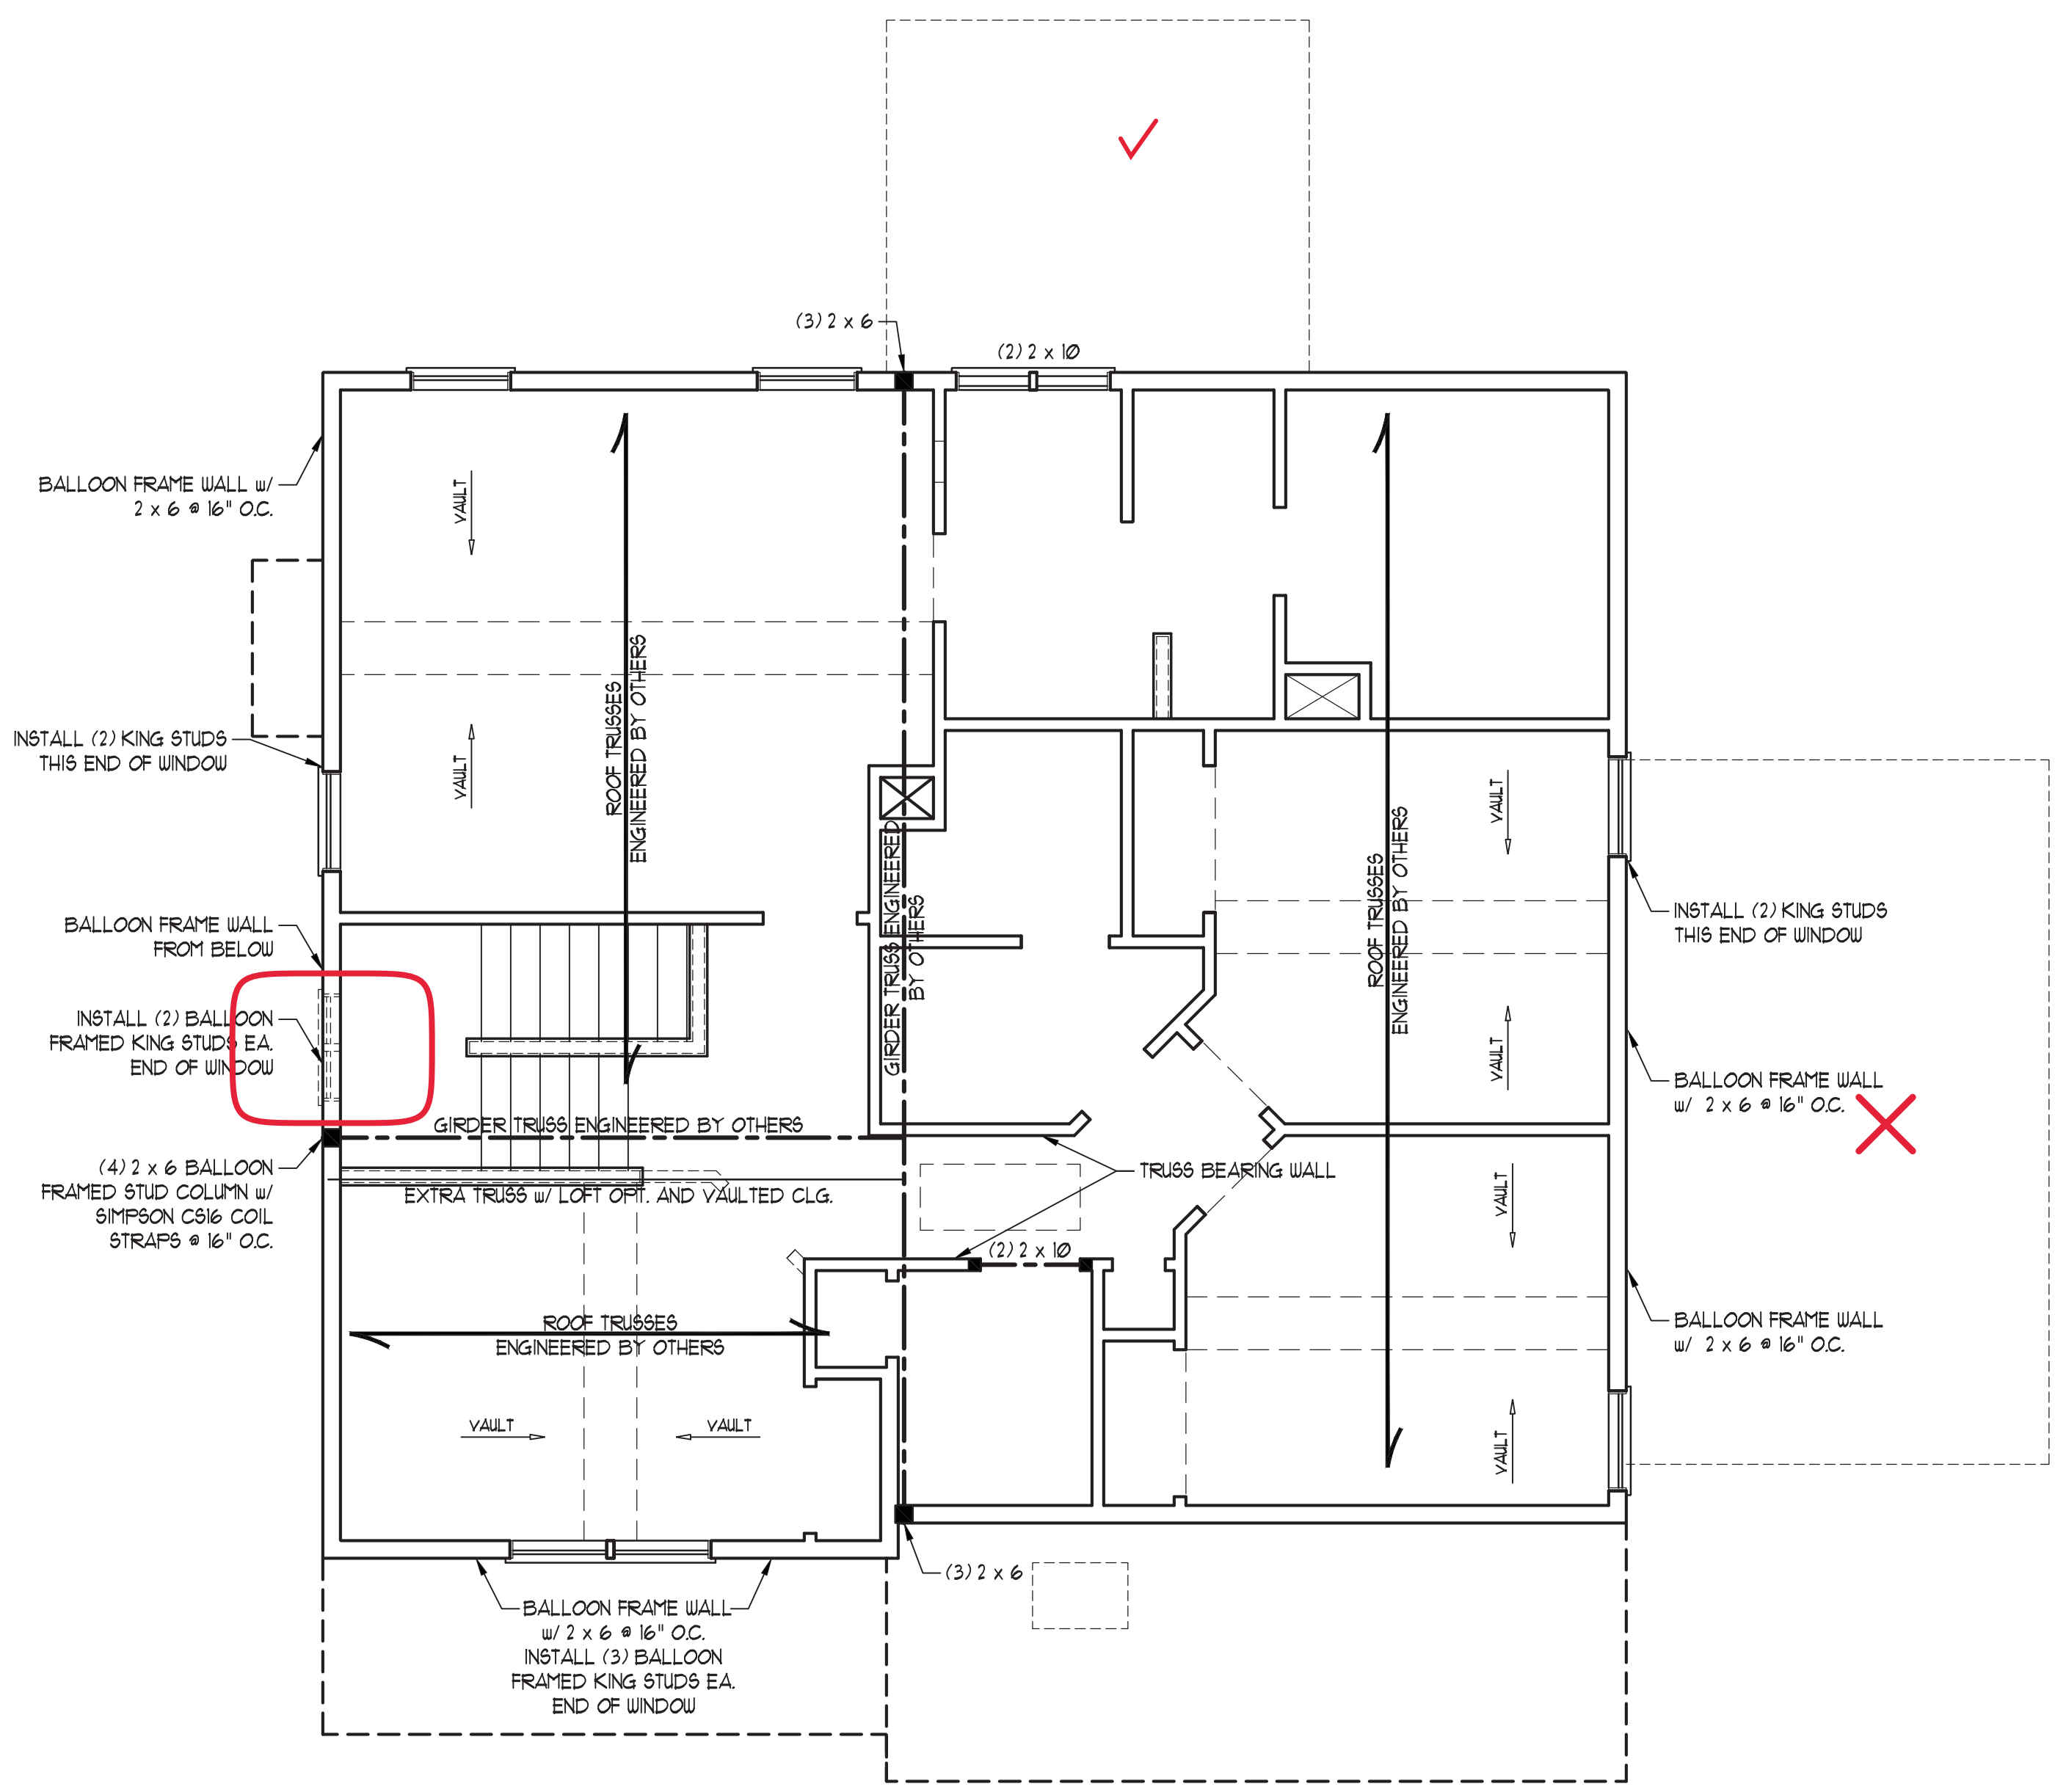 (3) 2 x 6
(2) 2 x 10
BALLOON FRAME WALL w/
2 x 6 @ 16" O.C.
VAULT
VAULT
ROOF TRUSSES
ENGINEERED BY OTHERS
INSTALL (2) KING STUDS
THIS END OF WINDOW
VAULT
VAULT
ROOF TRUSSES
ENGINEERED BY OTHERS
GIRDER TRUSS ENGINEERED
BY OTHERS
INSTALL (2) KING STUDS
THIS END OF WINDOW
BALLOON FRAME WALL
FROM BELOW
INSTALL (2) BALLOON
FRAMED KING STUDS EA.
END OF WINDOW
BALLOON FRAME WALL
w/ 2 x 6 @ 16" O.C.
GIRDER TRUSS ENGINEERED BY OTHERS
(4) 2 x 6 BALLOON
FRAMED STUD COLUMN w/
SIMPSON CS16 COIL
STRAPS @ 16" O.C.
EXTRA TRUSS w/ LOFT OPT. AND VAULTED CLG.
TRUSS BEARING WALL
VAULT
(2) 2 x 10
ROOF TRUSSES
ENGINEERED BY OTHERS
BALLOON FRAME WALL
w/ 2 x 6 @ 16" O.C.
VAULT
VAULT
VAULT
(3) 2 x 6
BALLOON FRAME WALL
w/ 2 x 6 @ 16" O.C.
INSTALL (3) BALLOON
FRAMED KING STUDS EA.
END OF WINDOW